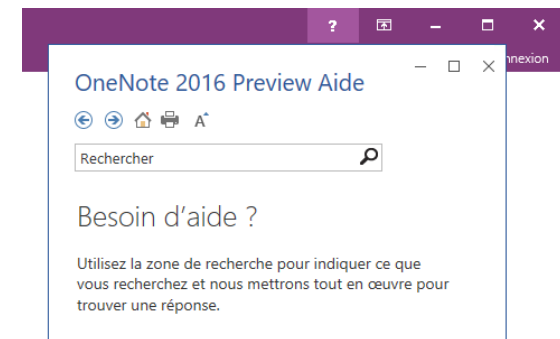 ?
nnexion
OneNote 2016 Preview Aide
A
Rechercher
Besoin d'aide ?
Utilisez la zone de recherche pour indiquer ce que
vous recherchez et nous mettrons tout en œuvre pour
trouver une réponse.